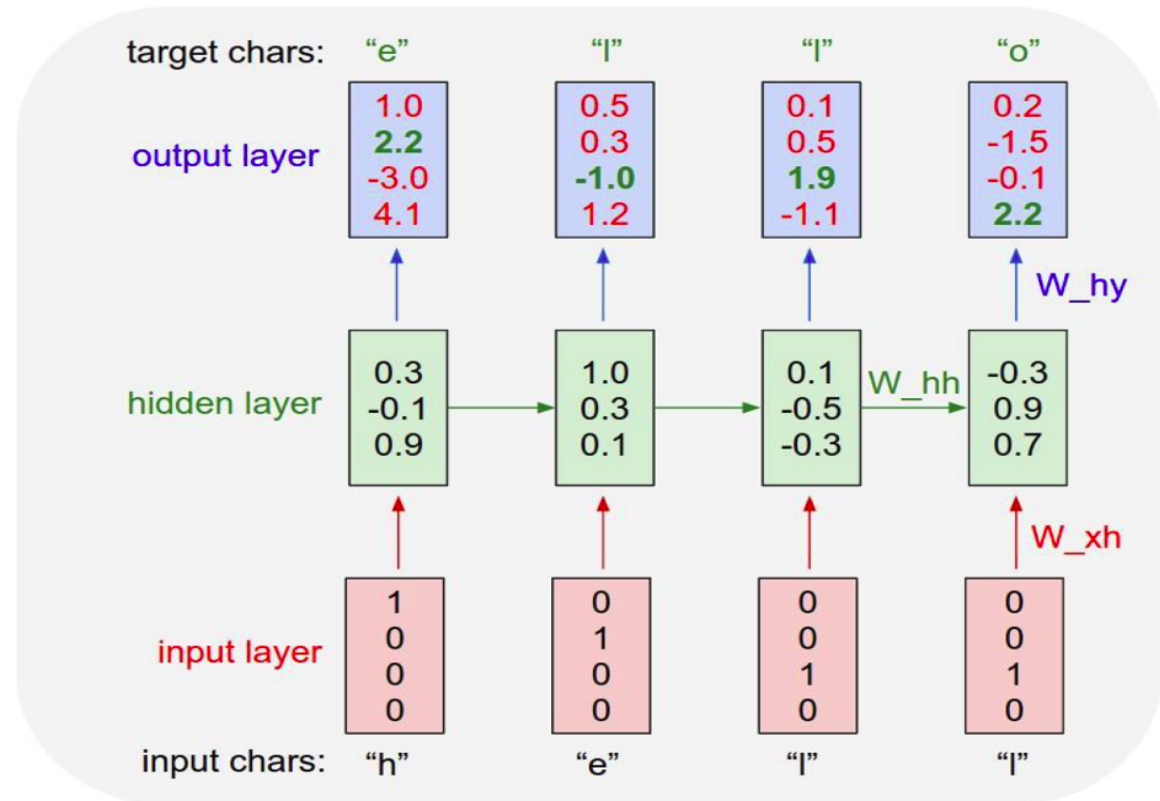 target chars: “e” “l” “l” “o”
1.0 0.5 0.1 0.2
2.2 0.3 0.5 -1.5
output layer -3.0 -1.0 1.9 -0.1
4.1 1.2 -1.1 2.2
W_hy
0.3 1.0 0.1 W_hh -0.3
hidden layer -0.1 0.3 -0.5 0.9
0.9 0.1 -0.3 0.7
W_xh
1 0 0 0
0 1 0 0
input layer 0 0 1 1
0 0 0 0
input chars: “h” “e” “l” “l”